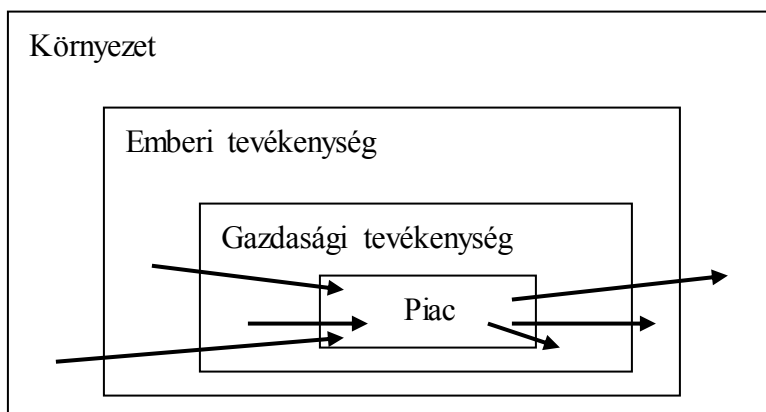 Környezet
Emberi tevékenység
Gazdasági tevékenység
Piac